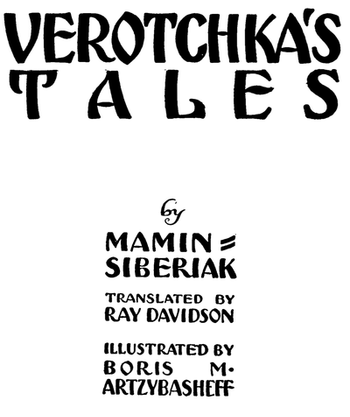 VEROTCHKA'S
TALES
by
MAMIN =
SIBERIAK
TRANSLATED BY
RAY DAVIDSON
ILLUSTRATED BY
BORIS M.
ARTZYBASHEFF